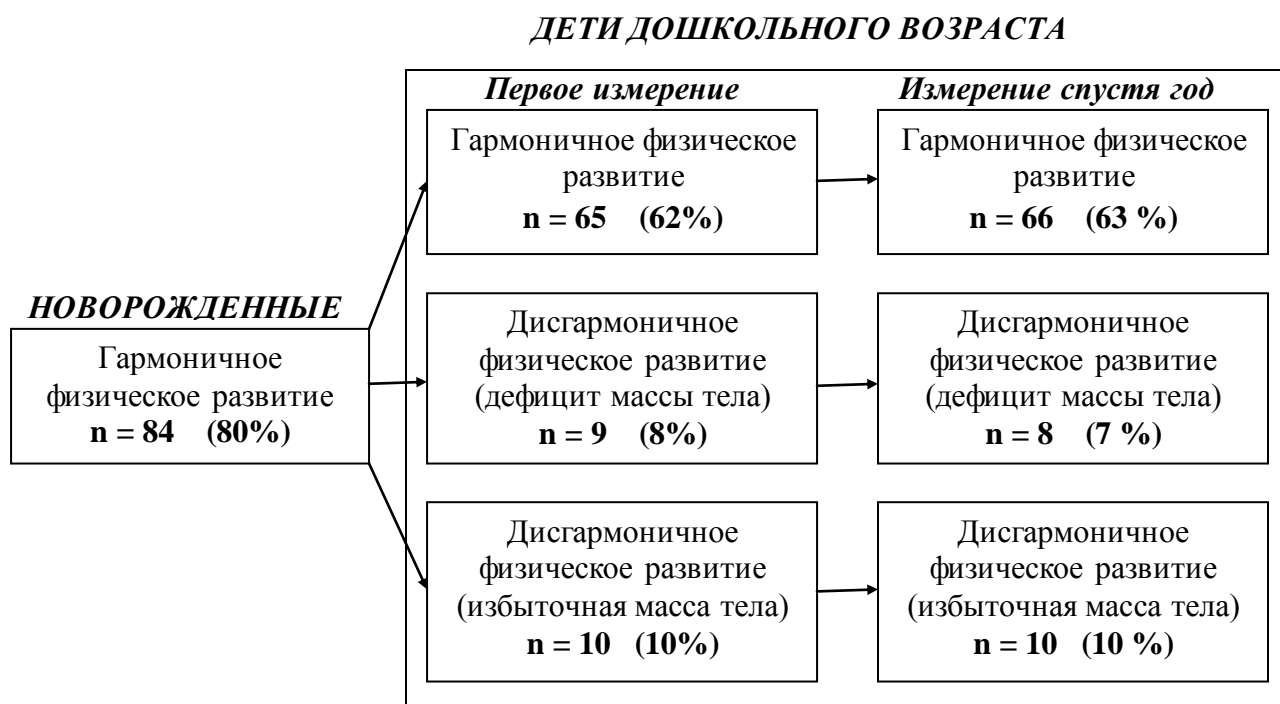 ДЕТИ ДОШКОЛЬНОГО ВОЗРАСТА
Первое измерение
Гармоничное физическое
развитие
n = 65 (62%)
Измерение спустя год
Гармоничное физическое
развитие
n = 66 (63 %)
НОВОРОЖДЕННЫЕ
Гармоничное
физическое развитие
n = 84 (80%)
Дисгармоничное
физическое развитие
(дефицит массы тела)
n = 9 (8%)
Дисгармоничное
физическое развитие
(дефицит массы тела)
n = 8 (7 %)
Дисгармоничное
физическое развитие
(избыточная масса тела)
n = 10 (10%)
Дисгармоничное
физическое развитие
(избыточная масса тела)
n = 10 (10 %)